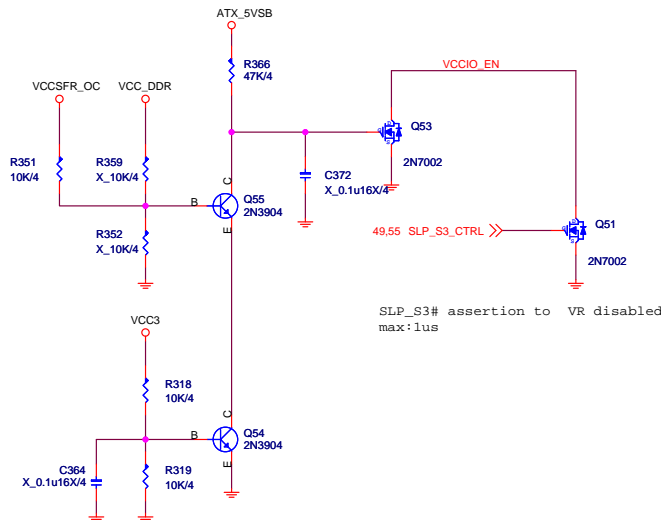 ATX_5VSB
R366
47K/4
VCCSFR_OC
VCC_DDR
VCCIO_EN
Q53
2N7002
R351
10K/4
R359
X_10K/4
C372
X_0.1u16X/4
C
B
Q55
2N3904
E
R352
X_10K/4
49,55 SLP_S3_CTRL
Q51
2N7002
SLP_S3# assertion to VR disabled
max:1us
VCC3
R318
10K/4
C
B
Q54
2N3904
E
C364
X_0.1u16X/4
R319
10K/4